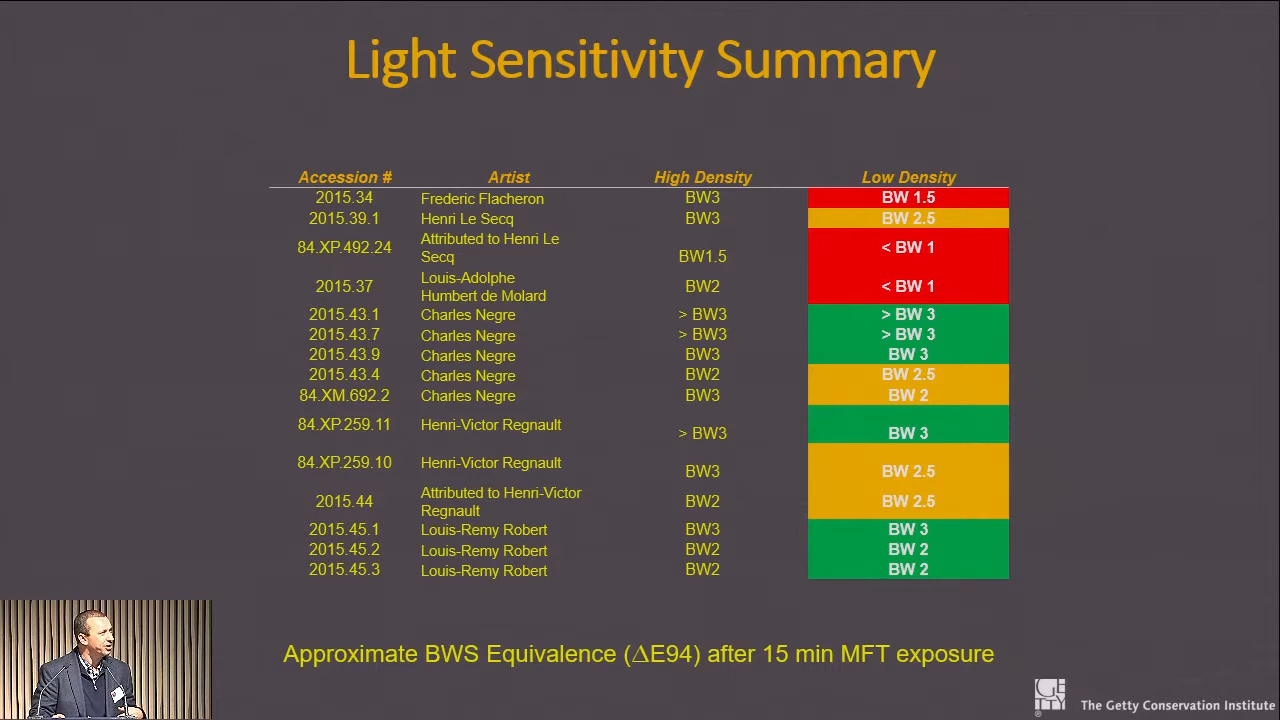 Light Sensitivity Summary
Accession # Artist High Density Low Density
2015.34 Frederic Flacheron BW3 BW 1.5
2015.39.1 Henri Le Secq BW3 BW 2.5
84.XP.492.24 Attributed to Henri Le Secq BW1.5 < BW 1
2015.37 Louis-Adolphe Humbert de Molard BW2 < BW 1
2015.43.1 Charles Negre > BW3 > BW 3
2015.43.7 Charles Negre > BW3 > BW 3
2015.43.9 Charles Negre BW3 BW 3
2015.43.4 Charles Negre BW2 BW 2.5
84.XM.692.2 Charles Negre BW3 BW 2
84.XP.259.11 Henri-Victor Regnault > BW3 BW 3
84.XP.259.10 Henri-Victor Regnault BW3 BW 2.5
2015.44 Attributed to Henri-Victor Regnault BW2 BW 2.5
2015.45.1 Louis-Remy Robert BW3 BW 3
2015.45.2 Louis-Remy Robert BW2 BW 2
2015.45.3 Louis-Remy Robert BW2 BW 2
Approximate BWS Equivalence (ΔE94) after 15 min MFT exposure
GETTY
The Getty Conservation Institute